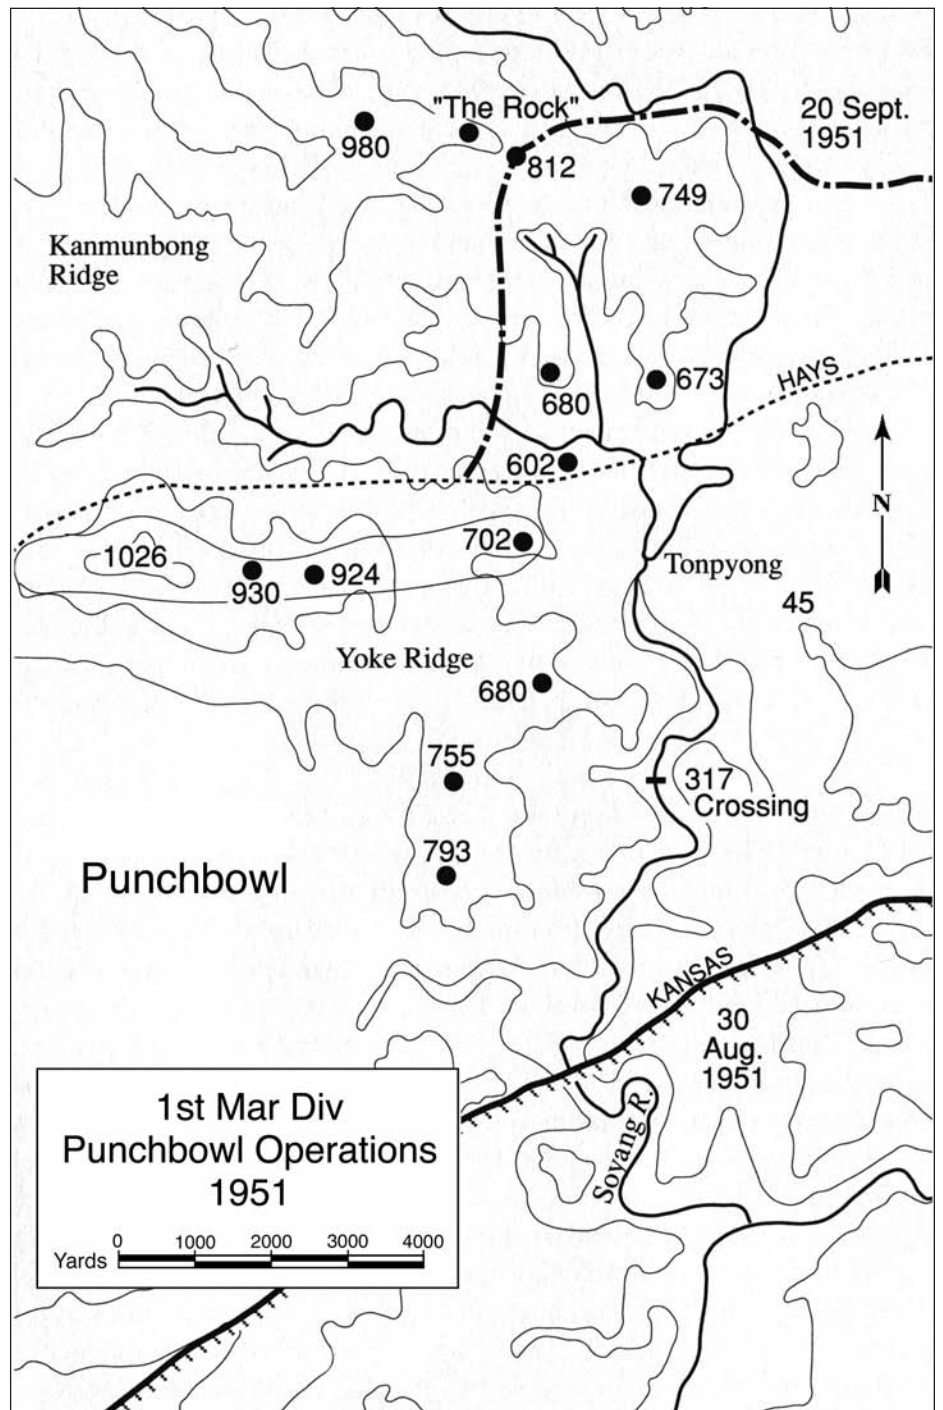 "The Rock"
20 Sept.
1951
980
812
749
Kanmunbong
Ridge
HAYS
680
673
602
N
702
1026
930
924
Tonpyong
45
Yoke Ridge
680
755
317
Crossing
793
Punchbowl
KANSAS
30
Aug.
1951
Soyang R.
1st Mar Div
Punchbowl Operations
1951
Yards 0 1000 2000 3000 4000